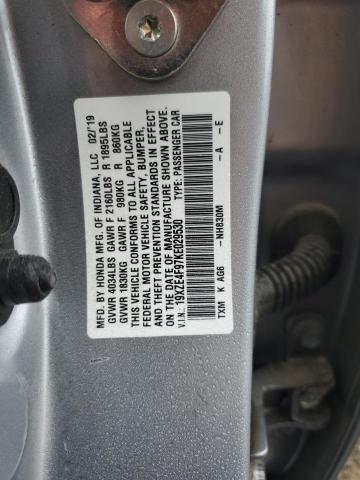 MFD. BY HONDA MFG. OF INDIANA, LLC 02/'19
GVWR 4034LBS GAWR F 2160LBS R 1895LBS
GVWR 1830KG GAWR F 980KG R 860KG
THIS VEHICLE CONFORMS TO ALL APPLICABLE
FEDERAL MOTOR VEHICLE SAFETY, BUMPER,
AND THEFT PREVENTION STANDARDS IN EFFECT
ON THE DATE OF MANUFACTURE SHOWN ABOVE.
V.I.N.: 19XZE4F97KE029530 TYPE: PASSENGER CAR
NH830M —A —E
TXM K AG6